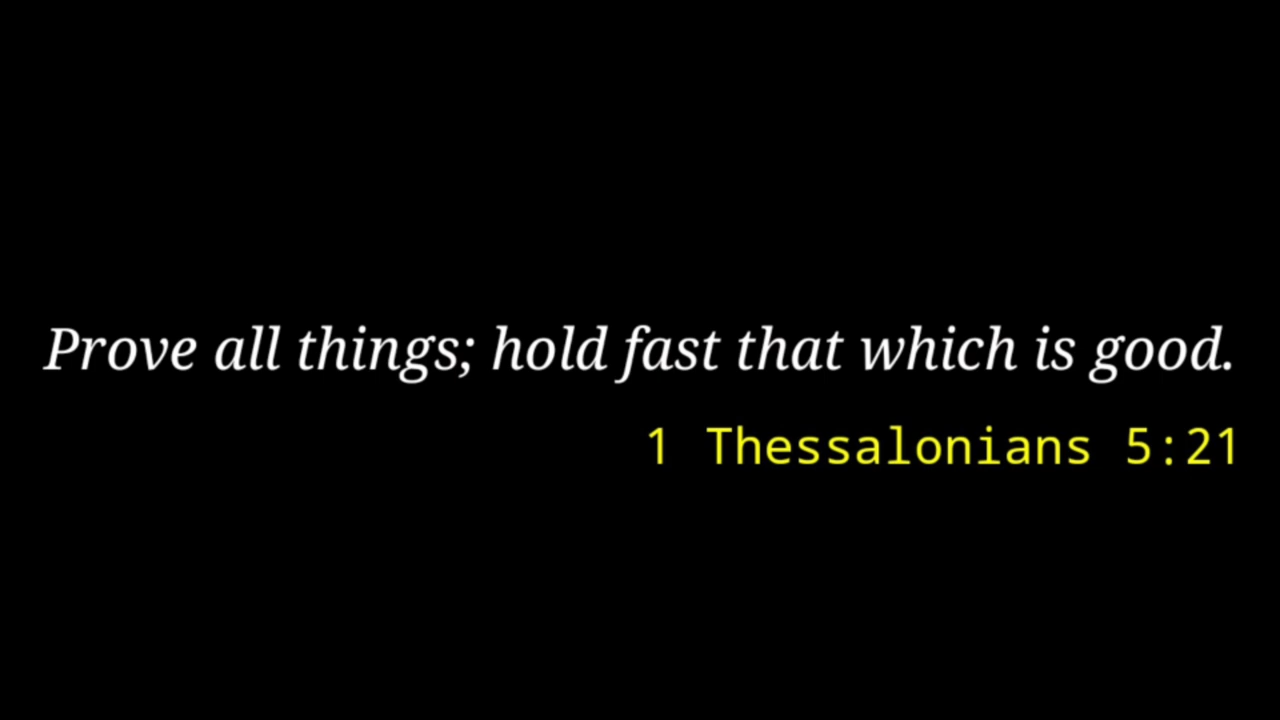 Prove all things; hold fast that which is good.
1 Thessalonians 5:21